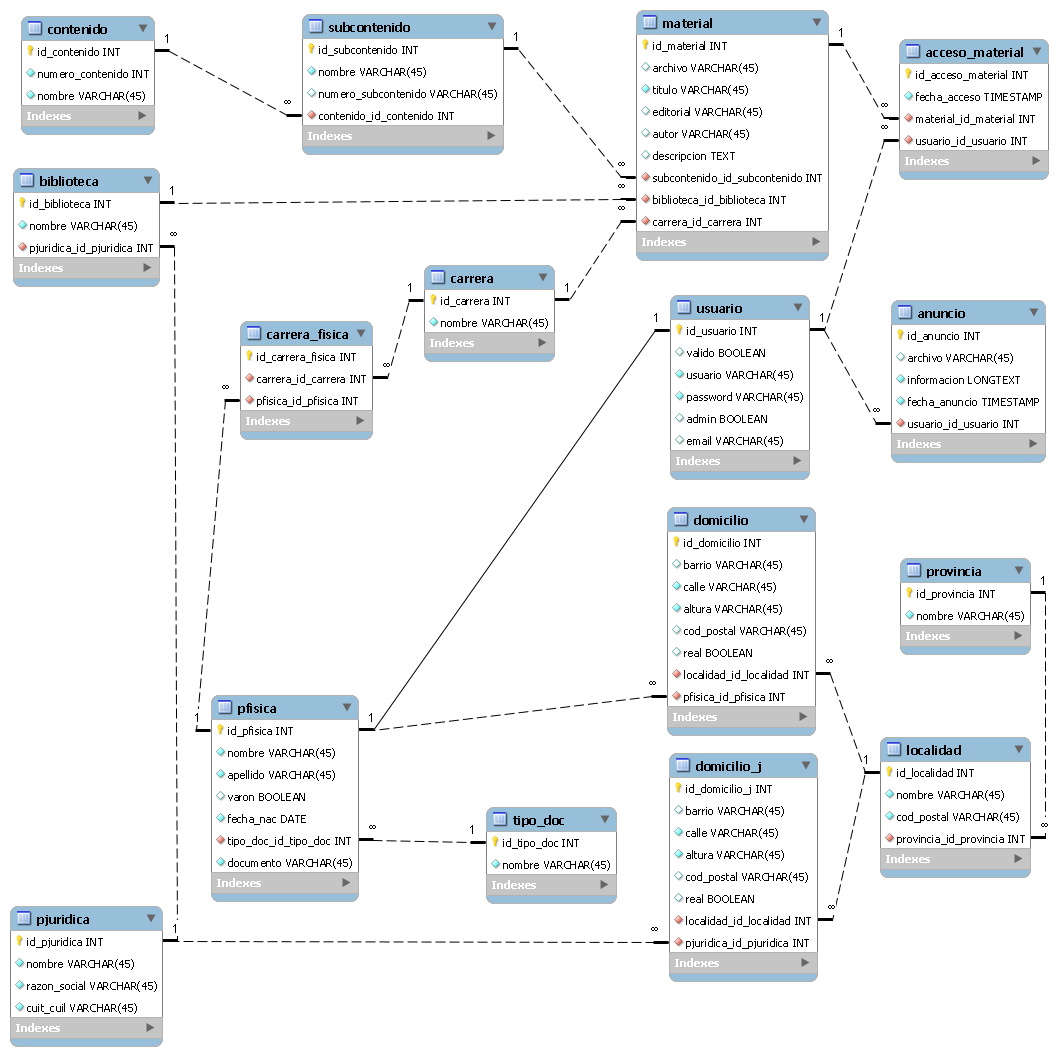 contenido
id_contenido INT
numero_contenido INT
nombre VARCHAR(45)
Indexes
1
∞
subcontenido
id_subcontenido INT
nombre VARCHAR(45)
numero_subcontenido VARCHAR(45)
contenido_id_contenido INT
Indexes
1
∞
material
id_material INT
archivo VARCHAR(45)
titulo VARCHAR(45)
editorial VARCHAR(45)
autor VARCHAR(45)
descripcion TEXT
subcontenido_id_subcontenido INT
biblioteca_id_biblioteca INT
carrera_id_carrera INT
Indexes
∞
∞
1
∞
∞
acceso_material
id_acceso_material INT
fecha_acceso TIMESTAMP
material_id_material INT
usuario_id_usuario INT
Indexes
biblioteca
id_biblioteca INT
nombre VARCHAR(45)
pjuridica_id_pjuridica INT
Indexes
1
∞
carrera
id_carrera INT
nombre VARCHAR(45)
Indexes
1
1
carrera_fisica
id_carrera_fisica INT
carrera_id_carrera INT
pfisica_id_pfisica INT
Indexes
∞
∞
usuario
id_usuario INT
valido BOOLEAN
usuario VARCHAR(45)
password VARCHAR(45)
admin BOOLEAN
email VARCHAR(45)
Indexes
1
1
∞
anuncio
id_anuncio INT
archivo VARCHAR(45)
informacion LONGTEXT
fecha_anuncio TIMESTAMP
usuario_id_usuario INT
Indexes
domicilio
id_domicilio INT
barrio VARCHAR(45)
calle VARCHAR(45)
altura VARCHAR(45)
cod_postal VARCHAR(45)
real BOOLEAN
localidad_id_localidad INT
pfisica_id_pfisica INT
Indexes
∞
∞
provincia
id_provincia INT
nombre VARCHAR(45)
Indexes
1
pfisica
id_pfisica INT
nombre VARCHAR(45)
apellido VARCHAR(45)
varon BOOLEAN
fecha_nac DATE
tipo_doc_id_tipo_doc INT
documento VARCHAR(45)
Indexes
1
1
∞
1
tipo_doc
id_tipo_doc INT
nombre VARCHAR(45)
Indexes
domicilio_j
id_domicilio_j INT
barrio VARCHAR(45)
calle VARCHAR(45)
altura VARCHAR(45)
cod_postal VARCHAR(45)
real BOOLEAN
localidad_id_localidad INT
pjuridica_id_pjuridica INT
Indexes
∞
∞
1
localidad
id_localidad INT
nombre VARCHAR(45)
cod_postal VARCHAR(45)
provincia_id_provincia INT
Indexes
∞
pjuridica
id_pjuridica INT
nombre VARCHAR(45)
razon_social VARCHAR(45)
cuit_cuil VARCHAR(45)
Indexes
1